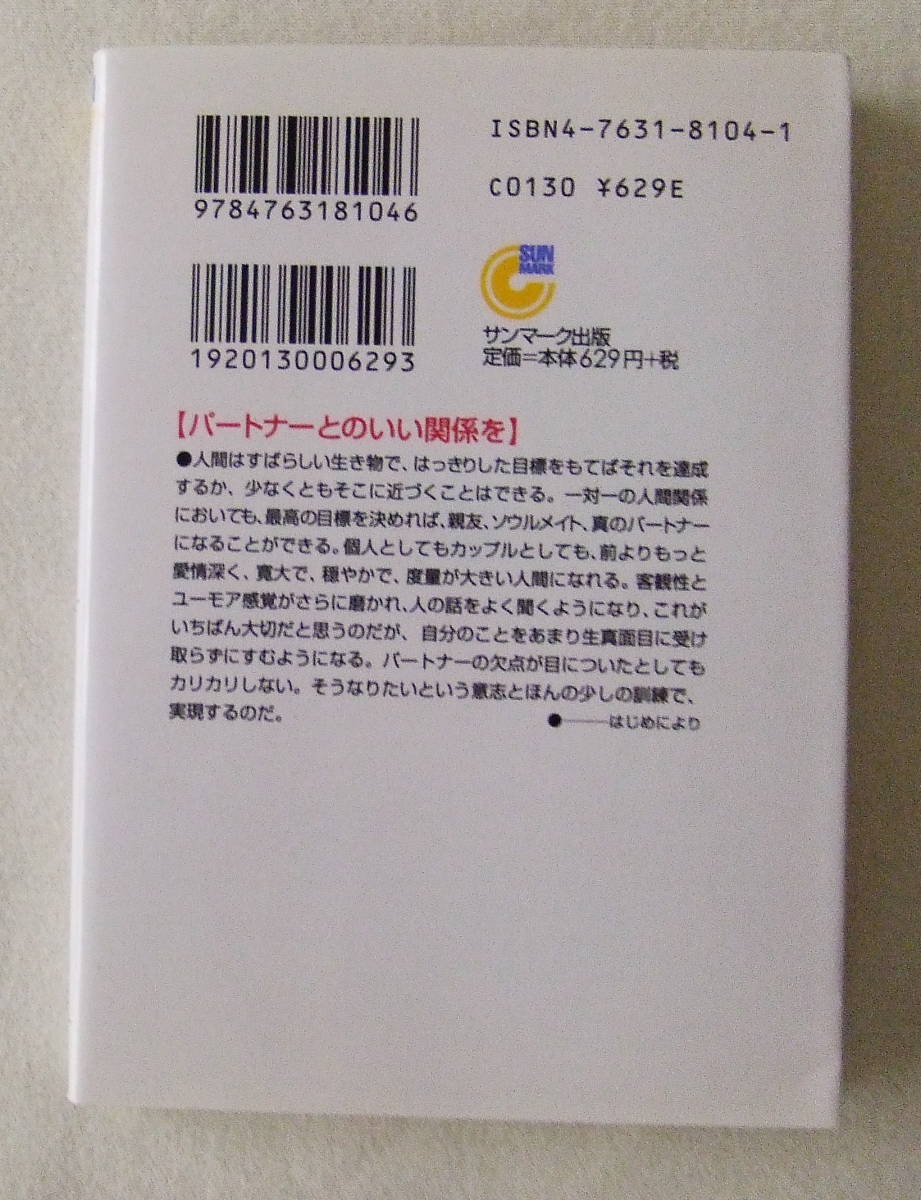 ISBN4-7631-8104-1
9784763181046
C0130 ¥629E
SUN
MARK
1920130006293
サンマーク出版
定価=本体629円+税
【パートナーとのいい関係を】
●人間はすばらしい生き物で、はっきりした目標をもてばそれを達成
するか、少なくともそこに近づくことはできる。一対一の人間関係
においても、最高の目標を決めれば、親友、ソウルメイト、真のパートナー
になることができる。個人としてもカップルとしても、前よりもっと
愛情深く、寛大で、穏やかで、度量が大きい人間になれる。客観性と
ユーモア感覚がさらに磨かれ、人の話をよく聞くようになり、これが
いちばん大切だと思うのだが、自分のことをあまり生真面目に受け
取らずにすむようになる。パートナーの欠点が目についたとしても
カリカリしない。そうなりたいという意志とほんの少しの訓練で、
実現するのだ。
●――はじめにより